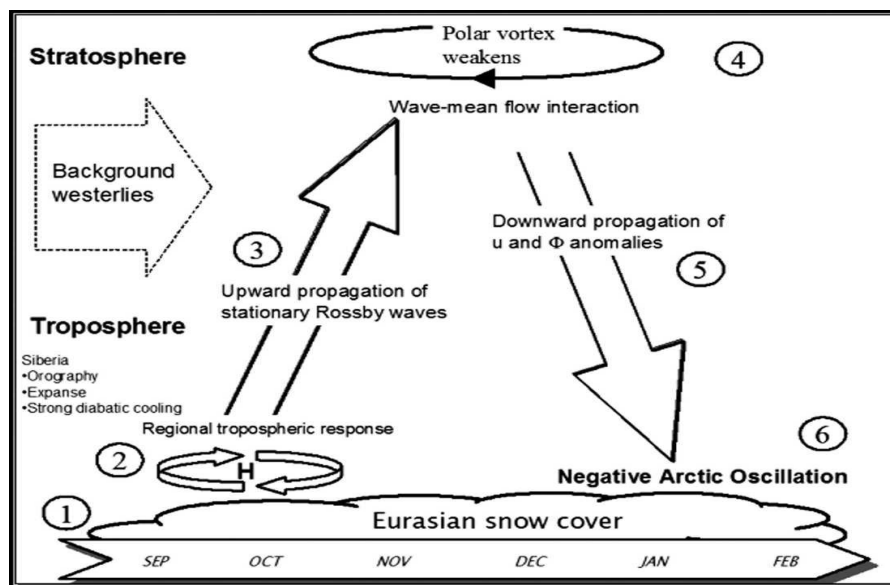 Polar vortex
weakens
4
Stratosphere
Wave-mean flow interaction
Background
westerlies
Downward propagation of
u and Φ anomalies
3
5
Upward propagation of
stationary Rossby waves
Troposphere
Siberia
•Orography
•Expanse
•Strong diabatic cooling
Regional tropospheric response
2
H
6
Negative Arctic Oscillation
1
Eurasian snow cover
SEP OCT NOV DEC JAN FEB